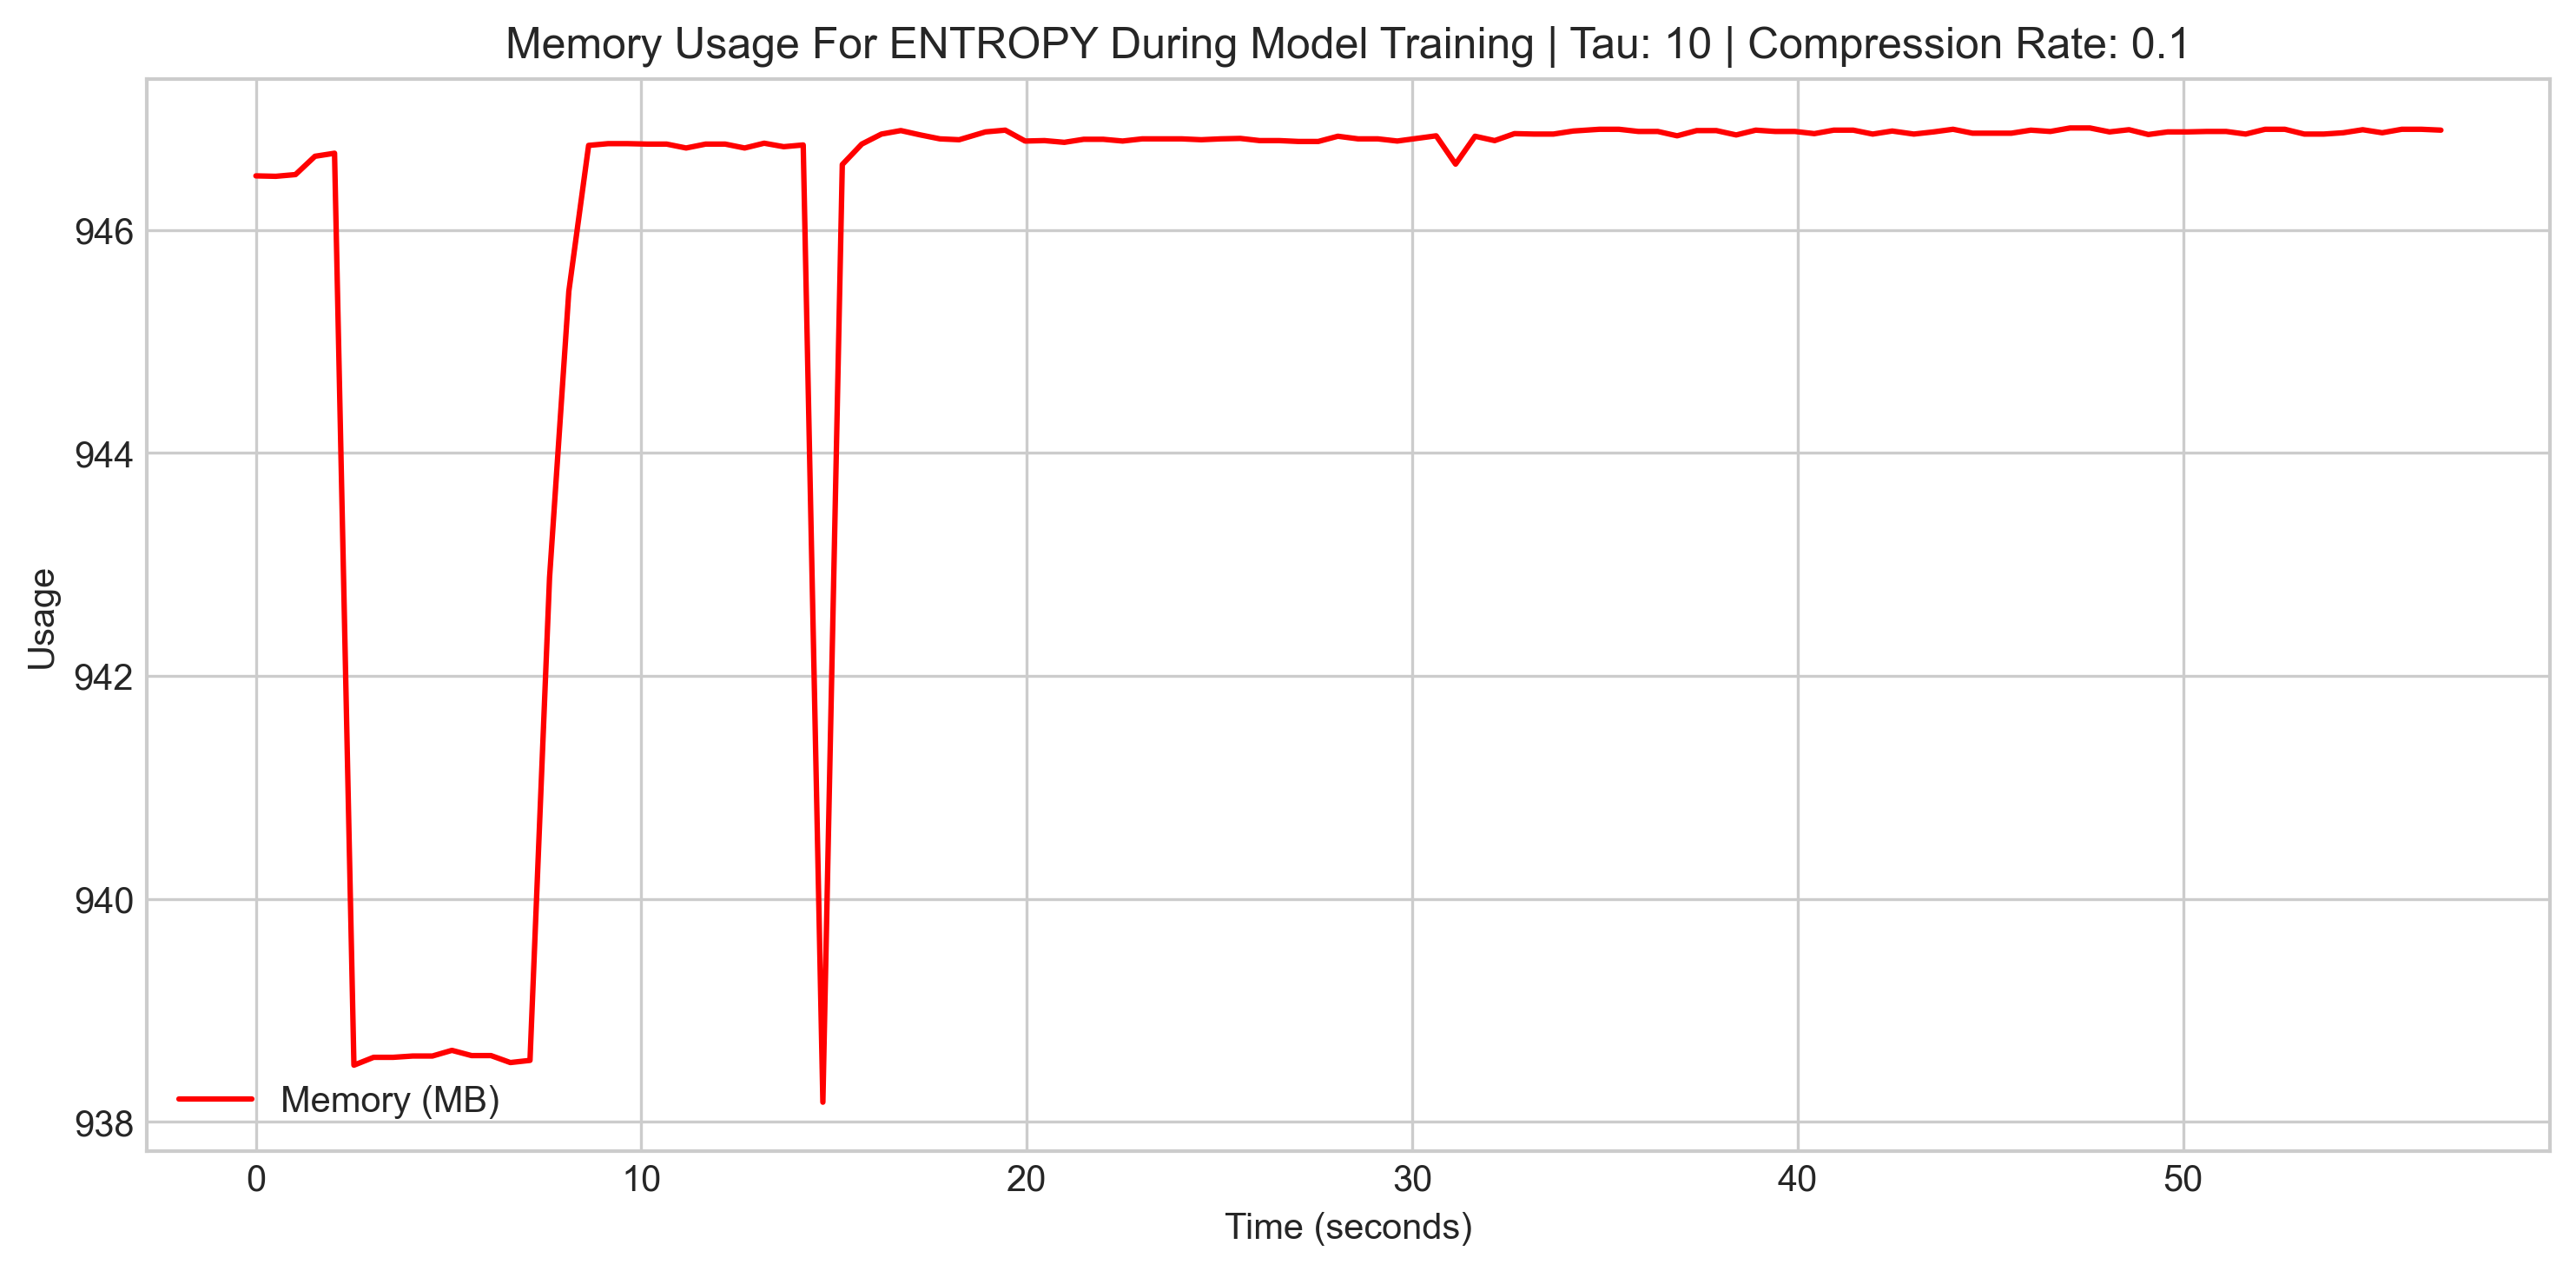 Memory Usage For ENTROPY During Model Training | Tau: 10 | Compression Rate: 0.1
946
944
942
940
938
Usage
Memory (MB)
0 10 20 30 40 50
Time (seconds)